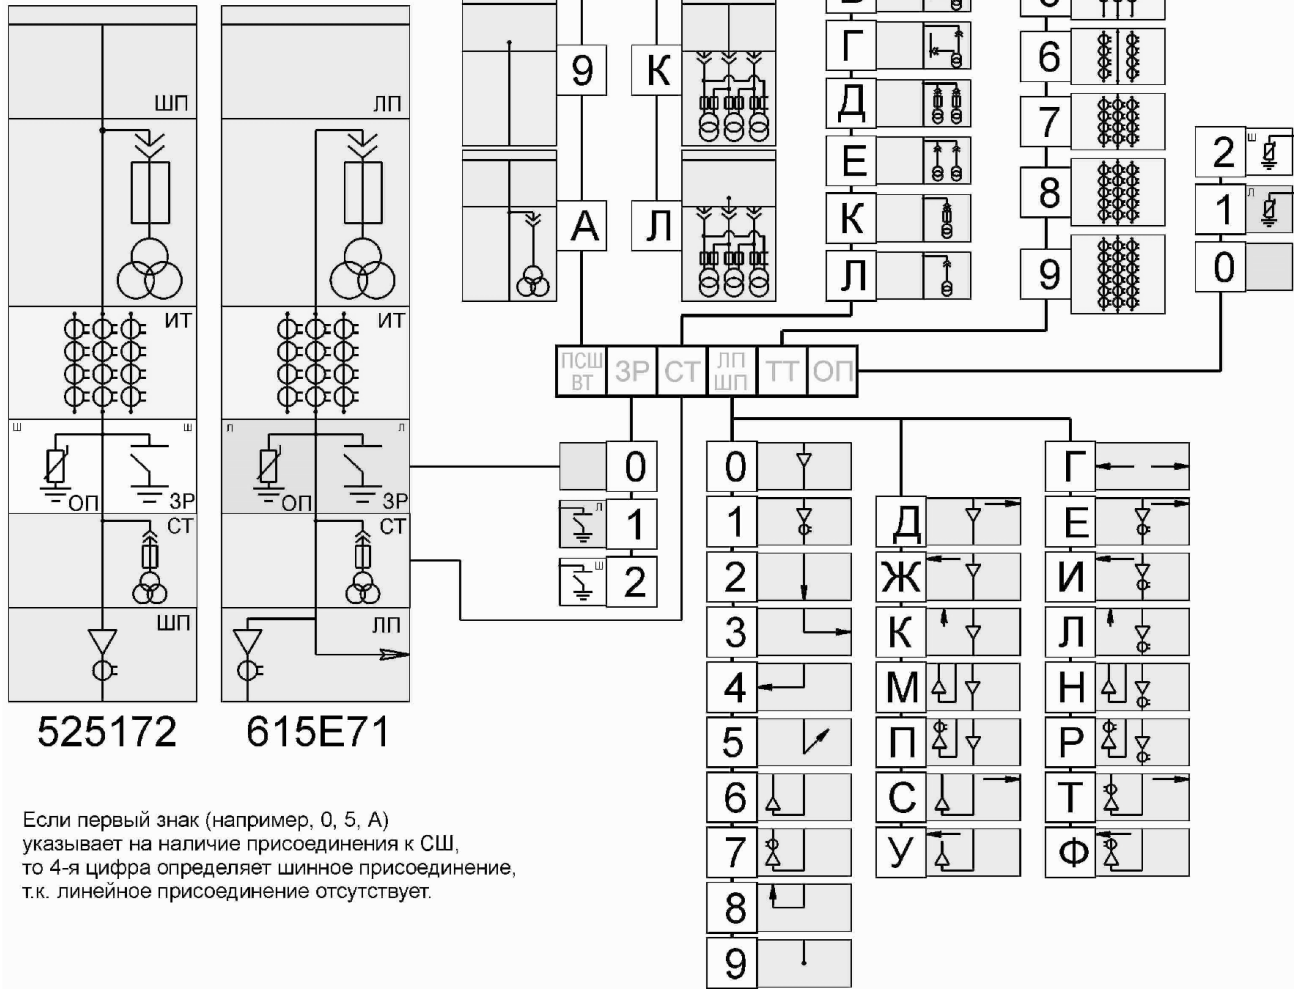 ШП
ИТ
Ш
Ш
ОП
ЗР
СТ
ШП
525172
ЛП
ИТ
Л
Л
ОП
ЗР
СТ
ЛП
615Е71
9
А
К
Л
Г
Д
Е
К
Л
6
7
8
9
2
Ш
1
Л
0
ПСШ
ВТ
ЗР
СТ
ЛП
ШП
ТТ
ОП
0
Л
1
Ш
2
0
1
2
3
4
5
6
7
8
9
Д
Ж
К
М
П
С
У
Г
Е
И
Л
Н
Р
Т
Ф
Если первый знак (например, 0, 5, А)
указывает на наличие присоединения к СШ,
то 4-я цифра определяет шинное присоединение,
т.к. линейное присоединение отсутствует.